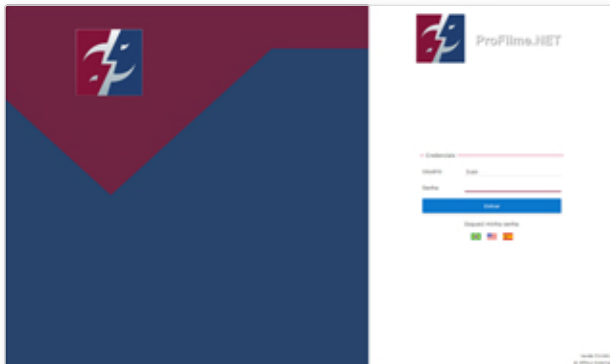 ProFilme.NET
Credenciais
Usuário
Senha
Entrar
Esqueci minha senha